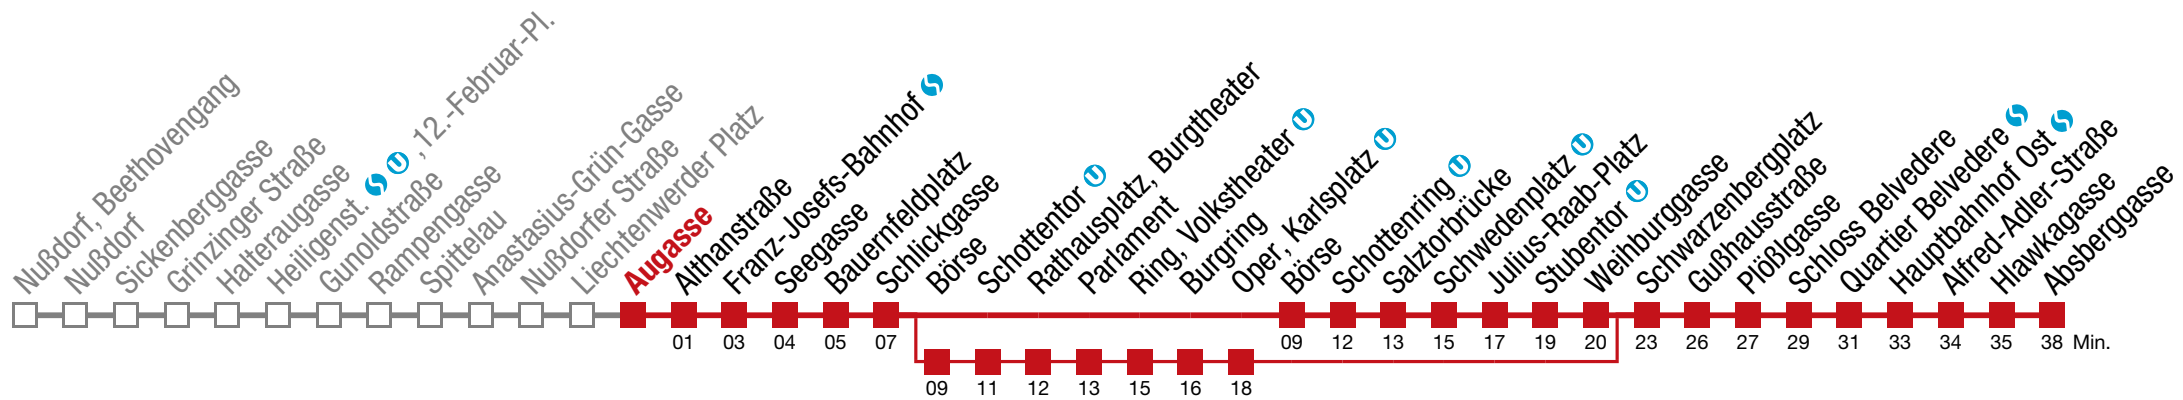 Nußdorf, Beethovengang
Nußdorf
Sickenberggasse
Grinzinger Straße
Halteraugasse
Heiligenst. S U , 12.-Februar-Pl.
Gunoldstraße
Rampengasse
Spittelau
Anastasius-Grün-Gasse
Nußdorfer Straße
Liechtenwerder Platz
Augasse
Althanstraße
Franz-Josefs-Bahnhof S
Seegasse
Bauernfeldplatz
Schlickgasse
Börse
Schottentor U
Rathausplatz, Burgtheater
Parlament
Ring, Volkstheater U
Burgring
Oper, Karlsplatz U
Börse
Schottenring U
Salztorbrücke
Schwedenplatz U
Julius-Raab-Platz
Stubentor U
Weihburggasse
Schwarzenbergplatz
Gußhausstraße
Plößlgasse
Schloss Belvedere
Quartier Belvedere S
Hauptbahnhof Ost S
Alfred-Adler-Straße
Hlawkagasse
Absberggasse
01 03 04 05 07 09 12 13 15 17 19 20 23 26 27 29 31 33 34 35 38 Min.
09 11 12 13 15 16 18